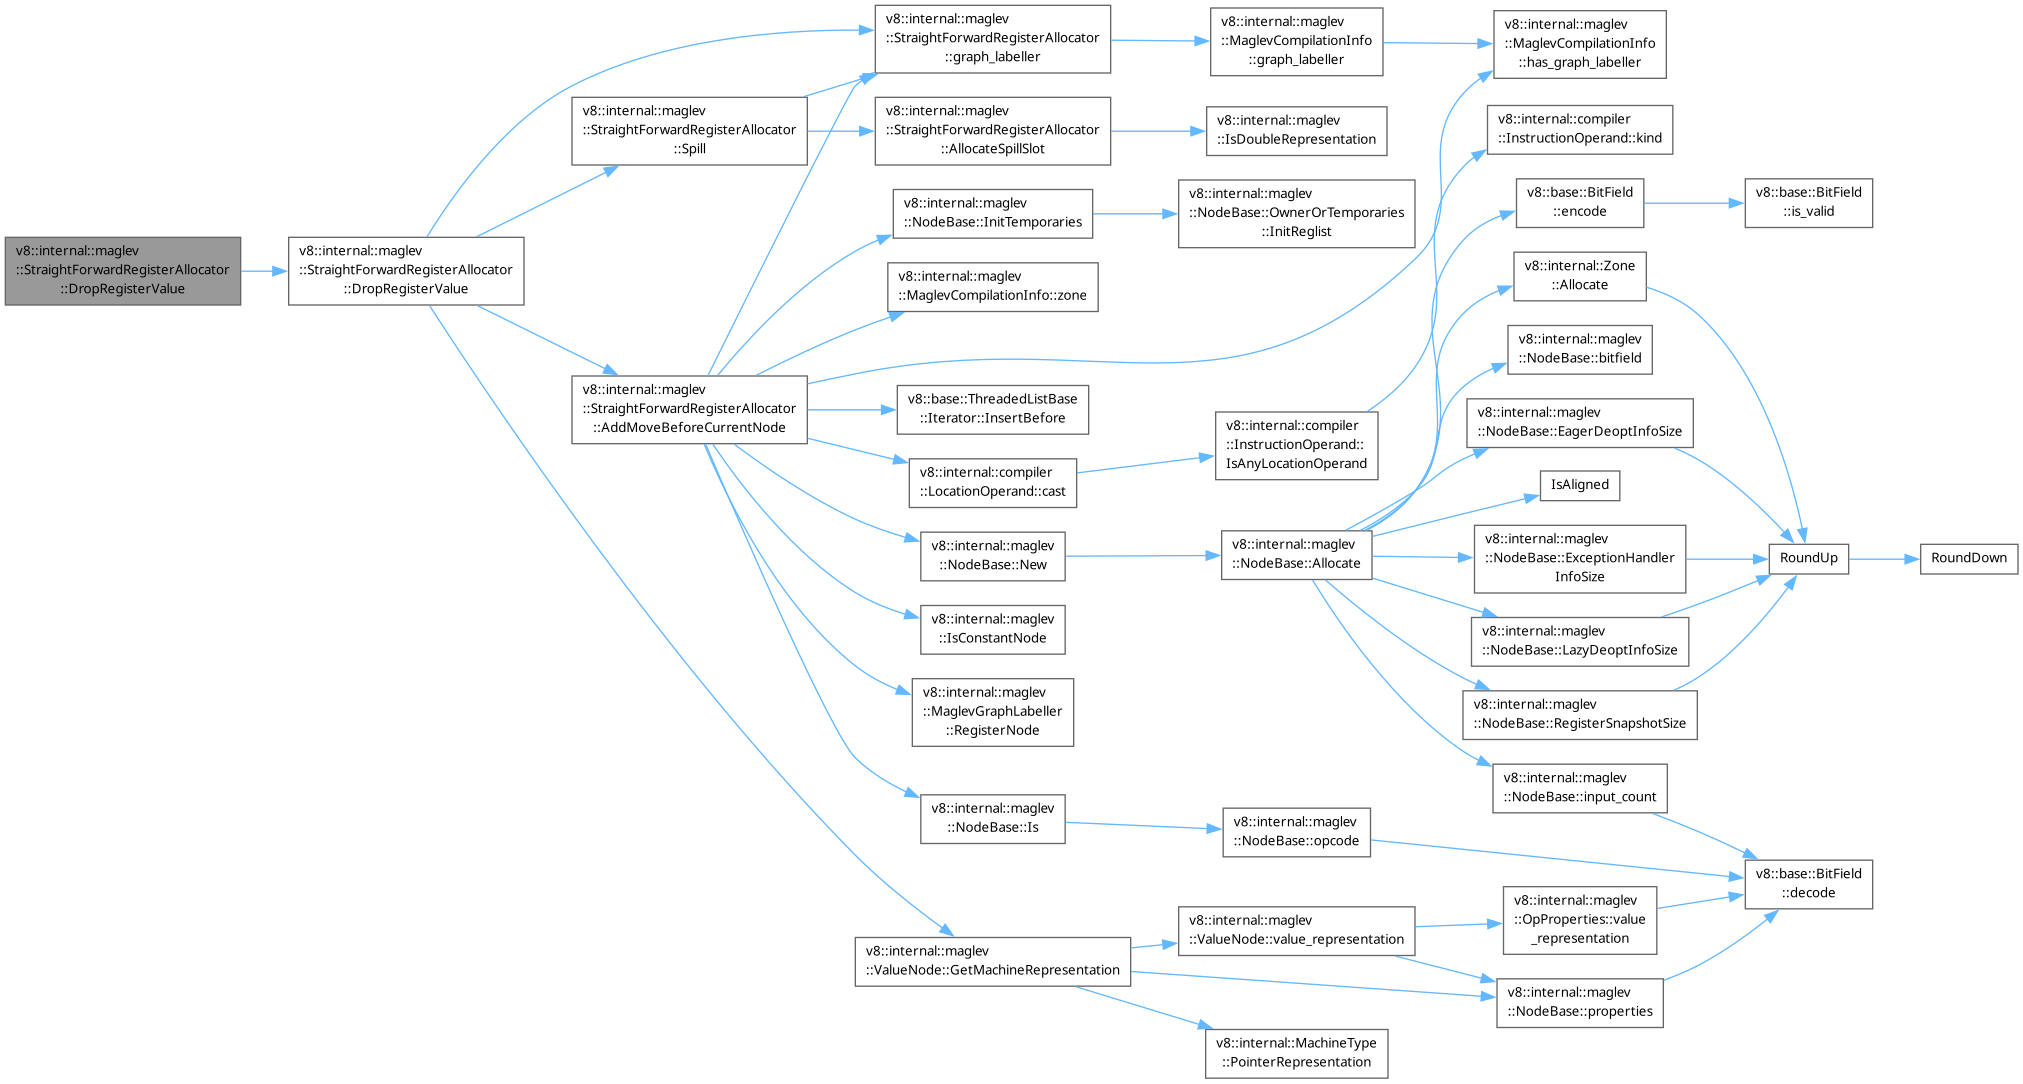 v8::internal::maglev
::StraightForwardRegisterAllocator
::DropRegisterValue
v8::internal::maglev
::StraightForwardRegisterAllocator
::DropRegisterValue
v8::internal::maglev
::StraightForwardRegisterAllocator
::Spill
v8::internal::maglev
::StraightForwardRegisterAllocator
::AddMoveBeforeCurrentNode
v8::internal::maglev
::StraightForwardRegisterAllocator
::graph_labeller
v8::internal::maglev
::StraightForwardRegisterAllocator
::AllocateSpillSlot
v8::internal::maglev
::NodeBase::InitTemporaries
v8::internal::maglev
::MaglevCompilationInfo::zone
v8::base::ThreadedListBase
::Iterator::InsertBefore
v8::internal::compiler
::LocationOperand::cast
v8::internal::maglev
::NodeBase::New
v8::internal::maglev
::IsConstantNode
v8::internal::maglev
::MaglevGraphLabeller
::RegisterNode
v8::internal::maglev
::NodeBase::Is
v8::internal::maglev
::ValueNode::GetMachineRepresentation
v8::internal::maglev
::MaglevCompilationInfo
::graph_labeller
v8::internal::maglev
::IsDoubleRepresentation
v8::internal::maglev
::NodeBase::OwnerOrTemporaries
::InitReglist
v8::internal::compiler
::InstructionOperand::
IsAnyLocationOperand
v8::internal::maglev
::NodeBase::Allocate
v8::internal::maglev
::NodeBase::opcode
v8::internal::maglev
::ValueNode::value_representation
v8::internal::MachineType
::PointerRepresentation
v8::internal::maglev
::MaglevCompilationInfo
::has_graph_labeller
v8::internal::compiler
::InstructionOperand::kind
v8::base::BitField
::encode
v8::internal::Zone
::Allocate
v8::internal::maglev
::NodeBase::bitfield
v8::internal::maglev
::NodeBase::EagerDeoptInfoSize
IsAligned
v8::internal::maglev
::NodeBase::ExceptionHandler
InfoSize
v8::internal::maglev
::NodeBase::LazyDeoptInfoSize
v8::internal::maglev
::NodeBase::RegisterSnapshotSize
v8::internal::maglev
::NodeBase::input_count
v8::internal::maglev
::OpProperties::value
_representation
v8::internal::maglev
::NodeBase::properties
v8::base::BitField
::is_valid
RoundUp
v8::base::BitField
::decode
RoundDown